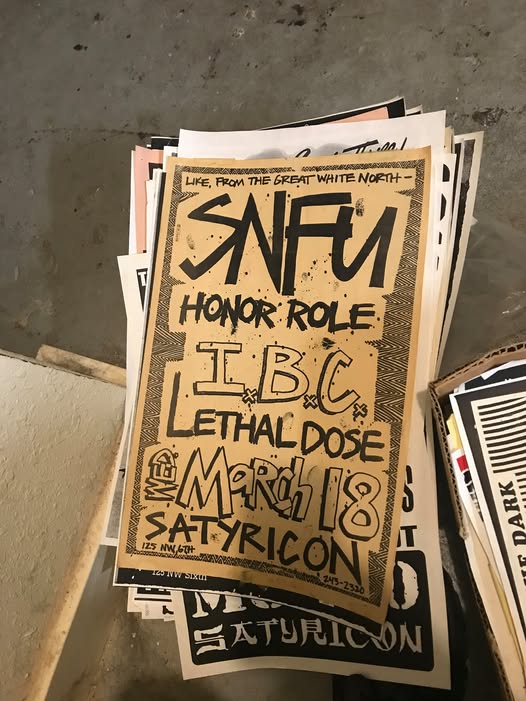 LIKE, FROM THE GREAT WHITE NORTH-
SNFU
HONOR ROLE
I.B.C.
LETHAL DOSE
WED. MARCH 18
SATYRICON
125 NW 6TH
243-2380
125 NW Sixth
SATYRICON
DARK